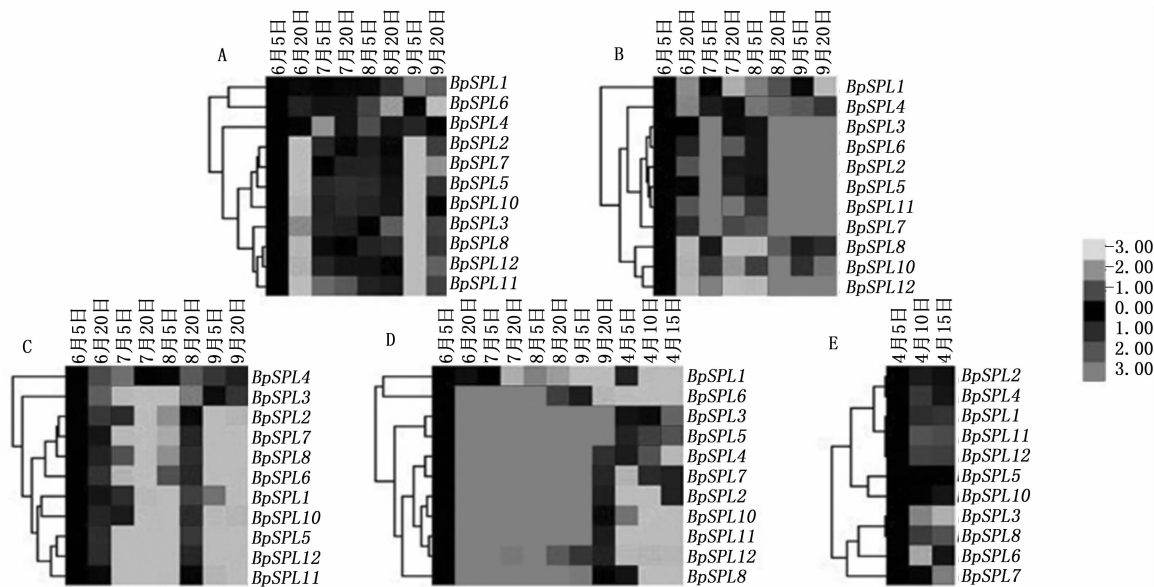 A
6月5日
6月20日
7月5日
7月20日
8月5日
8月20日
9月5日
9月20日
BpSPL1
BpSPL6
BpSPL4
BpSPL2
BpSPL7
BpSPL5
BpSPL10
BpSPL3
BpSPL8
BpSPL12
BpSPL11
B
6月5日
6月20日
7月5日
7月20日
8月5日
8月20日
9月5日
9月20日
BpSPL1
BpSPL4
BpSPL3
BpSPL6
BpSPL2
BpSPL5
BpSPL11
BpSPL7
BpSPL8
BpSPL10
BpSPL12
-3.00
-2.00
-1.00
0.00
1.00
2.00
3.00
C
6月5日
6月20日
7月5日
7月20日
8月5日
8月20日
9月5日
9月20日
BpSPL4
BpSPL3
BpSPL2
BpSPL7
BpSPL8
BpSPL6
BpSPL1
BpSPL10
BpSPL5
BpSPL12
BpSPL11
D
6月5日
6月20日
7月5日
7月20日
8月5日
8月20日
9月20日
4月5日
4月10日
4月15日
BpSPL1
BpSPL6
BpSPL3
BpSPL5
BpSPL4
BpSPL7
BpSPL2
BpSPL10
BpSPL11
BpSPL12
BpSPL8
E
4月5日
4月10日
4月15日
BpSPL2
BpSPL4
BpSPL1
BpSPL11
BpSPL12
BpSPL5
BpSPL10
BpSPL3
BpSPL8
BpSPL6
BpSPL7